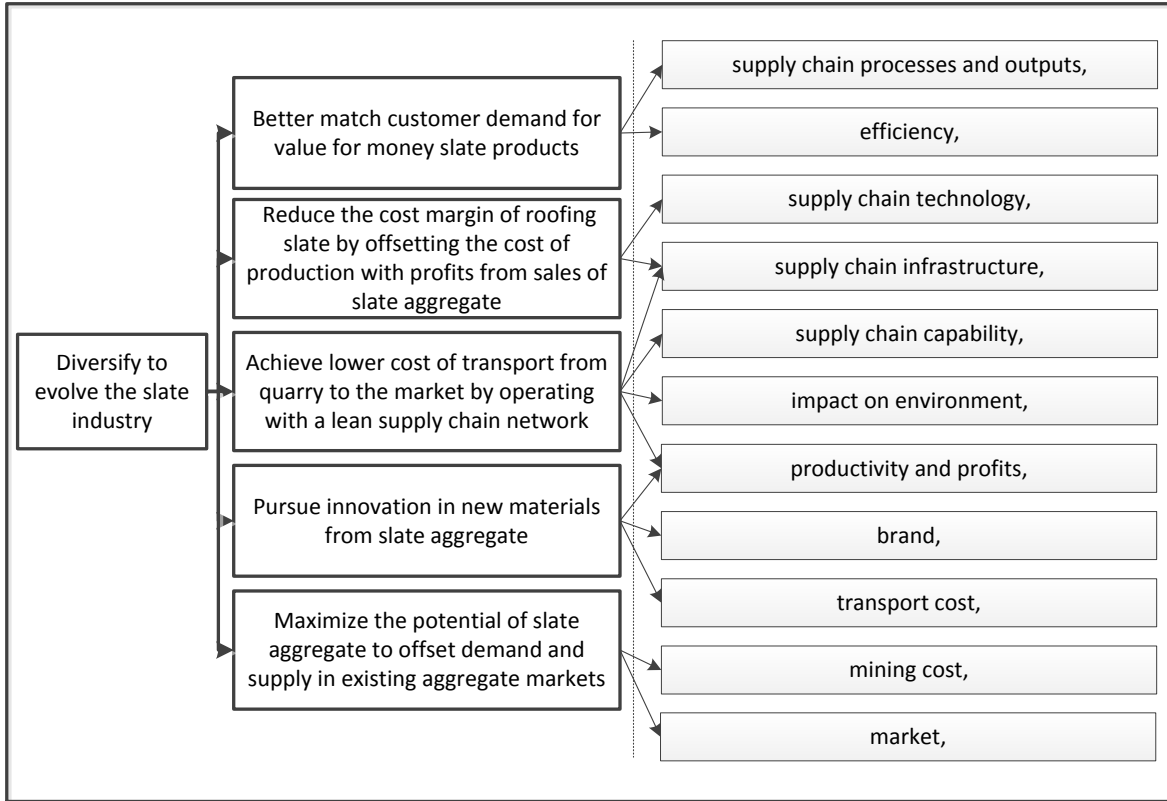 Diversify to
evolve the slate
industry
Better match customer demand for
value for money slate products
Reduce the cost margin of roofing
slate by offsetting the cost of
production with profits from sales of
slate aggregate
Achieve lower cost of transport from
quarry to the market by operating
with a lean supply chain network
Pursue innovation in new materials
from slate aggregate
Maximize the potential of slate
aggregate to offset demand and
supply in existing aggregate markets
supply chain processes and outputs,
efficiency,
supply chain technology,
supply chain infrastructure,
supply chain capability,
impact on environment,
productivity and profits,
brand,
transport cost,
mining cost,
market,